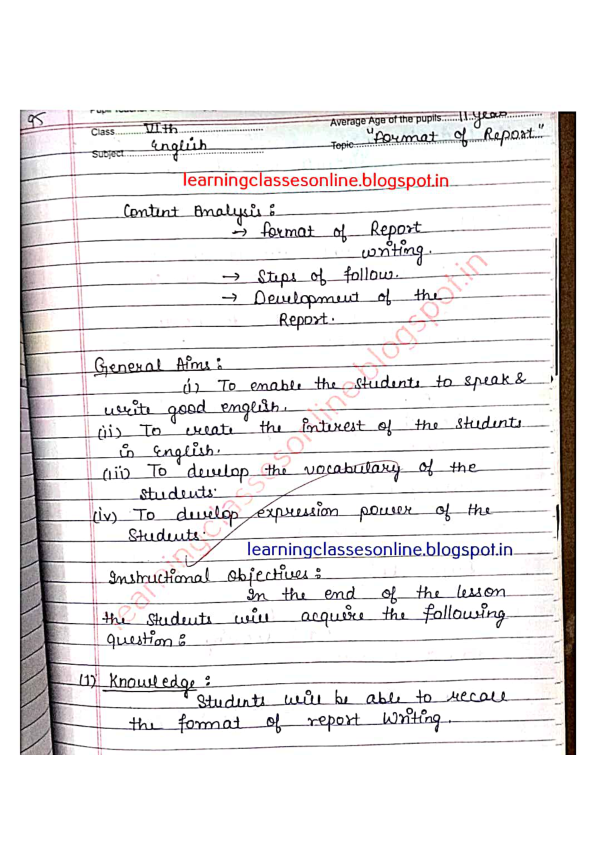 95
Class VIth Average Age of the pupils 11 years
Subject English Topic "Format of Report"
learningclassesonline.blogspot.in
Content Analysis :
→ format of Report
writing.
→ Steps of follow.
→ Development of the
Report.
General Aims :
(i) To enable the students to speak &
write good english.
(ii) To create the interest of the students
in English.
(iii) To develop the vocabulary of the
students.
(iv) To develop expression power of the
Students.
learningclassesonline.blogspot.in
learningclassesonline.blogspot.in
Instructional objectives :
In the end of the lesson
the students will acquire the following
question :
(1) Knowledge :
Students will be able to recall
the format of report writing.